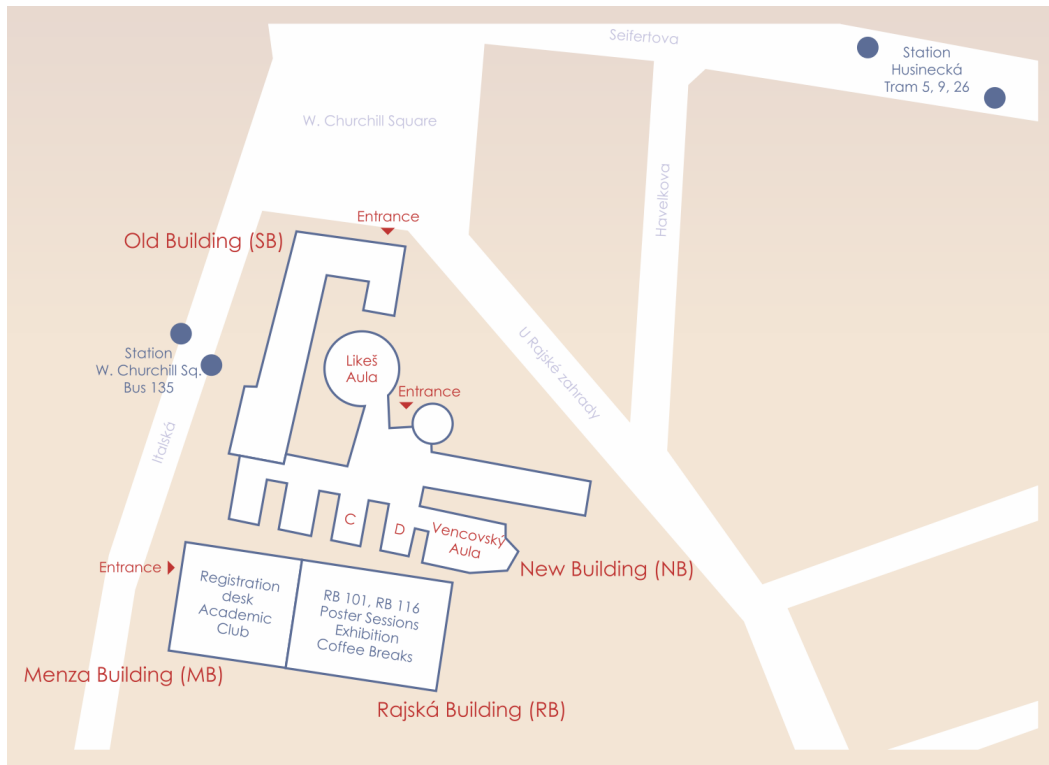 Seifertova
Station
Husinecká
Tram 5, 9, 26
W. Churchill Square
Havelkova
Entrance
Old Building (SB)
Station
W. Churchill Sq.
Bus 135
Likeš
Aula
U Rajské zahrady
Entrance
Italská
C
D
Vencovský
Aula
New Building (NB)
Entrance
Registration
desk
Academic
Club
RB 101, RB 116
Poster Sessions
Exhibition
Coffee Breaks
Menza Building (MB)
Rajská Building (RB)